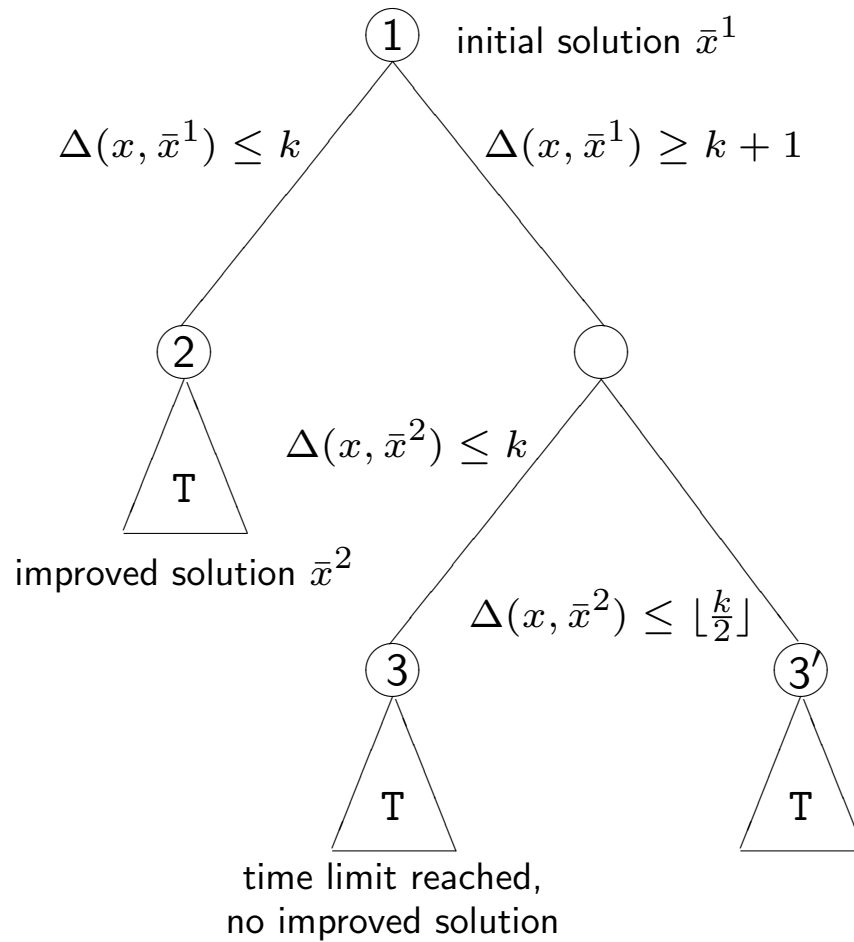 1
initial solution x̄¹
Δ(x, x̄¹) ≤ k
Δ(x, x̄¹) ≥ k + 1
2
Δ(x, x̄²) ≤ k
T
improved solution x̄²
Δ(x, x̄²) ≤ ⌊k/2⌋
3
3′
T
T
time limit reached,
no improved solution